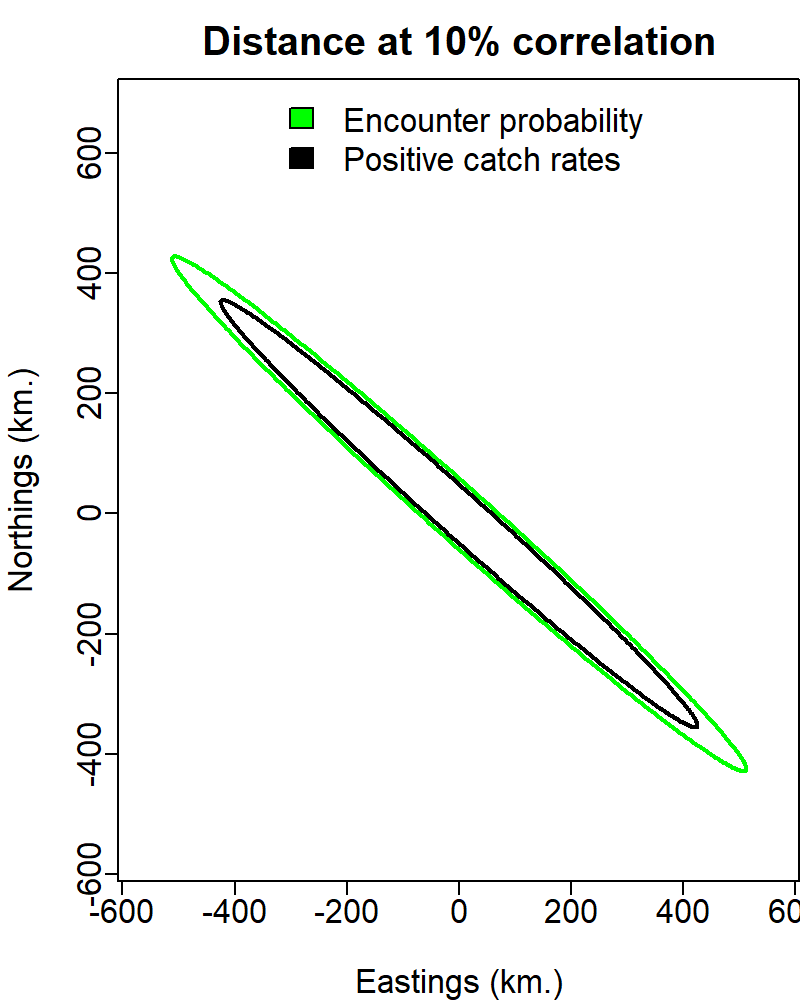 Distance at 10% correlation
Encounter probability
Positive catch rates
600
400
200
0
-200
-400
-600
Northings (km.)
-600 -400 -200 0 200 400 60
Eastings (km.)